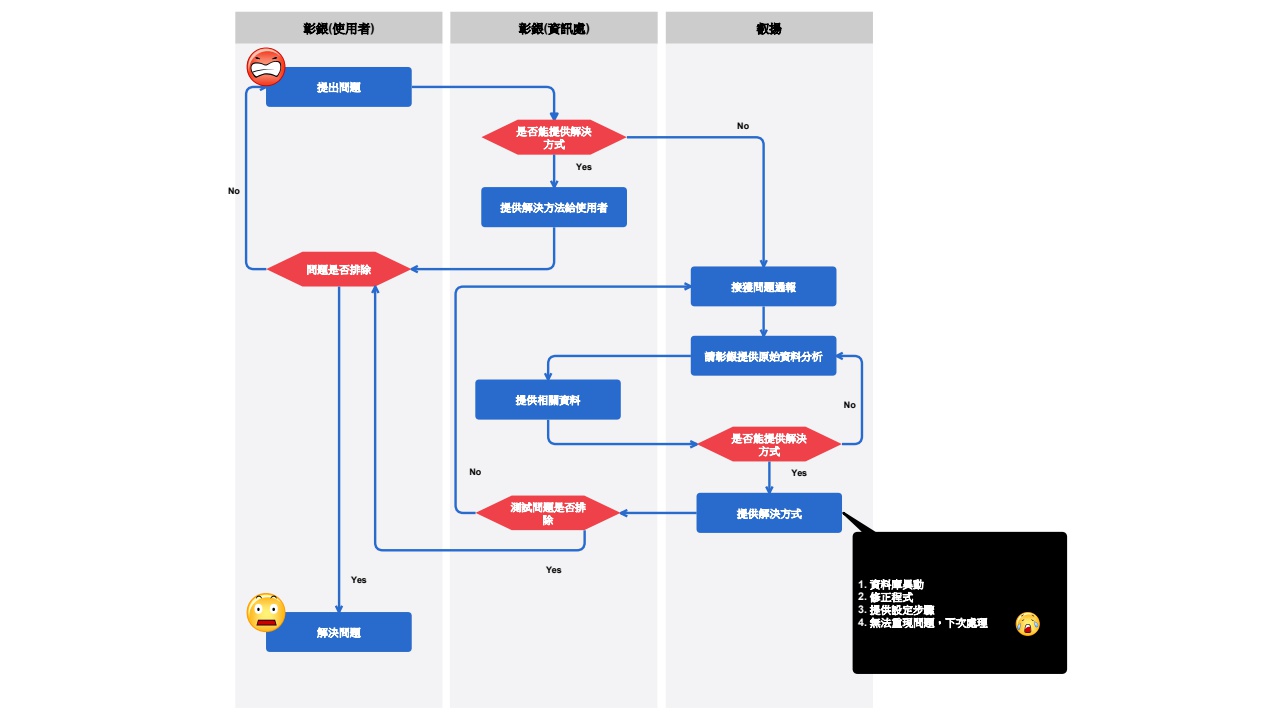 彰銀(使用者)
彰銀(資訊處)
叡揚
提出問題
是否能提供解決
方式
No
Yes
提供解決方法給使用者
No
問題是否排除
接獲問題通報
請彰銀提供原始資料分析
提供相關資料
No
是否能提供解決
方式
Yes
No
測試問題是否排
除
提供解決方式
Yes
Yes
解決問題
1. 資料庫異動
2. 修正程式
3. 提供設定步驟
4. 無法重現問題，下次處理